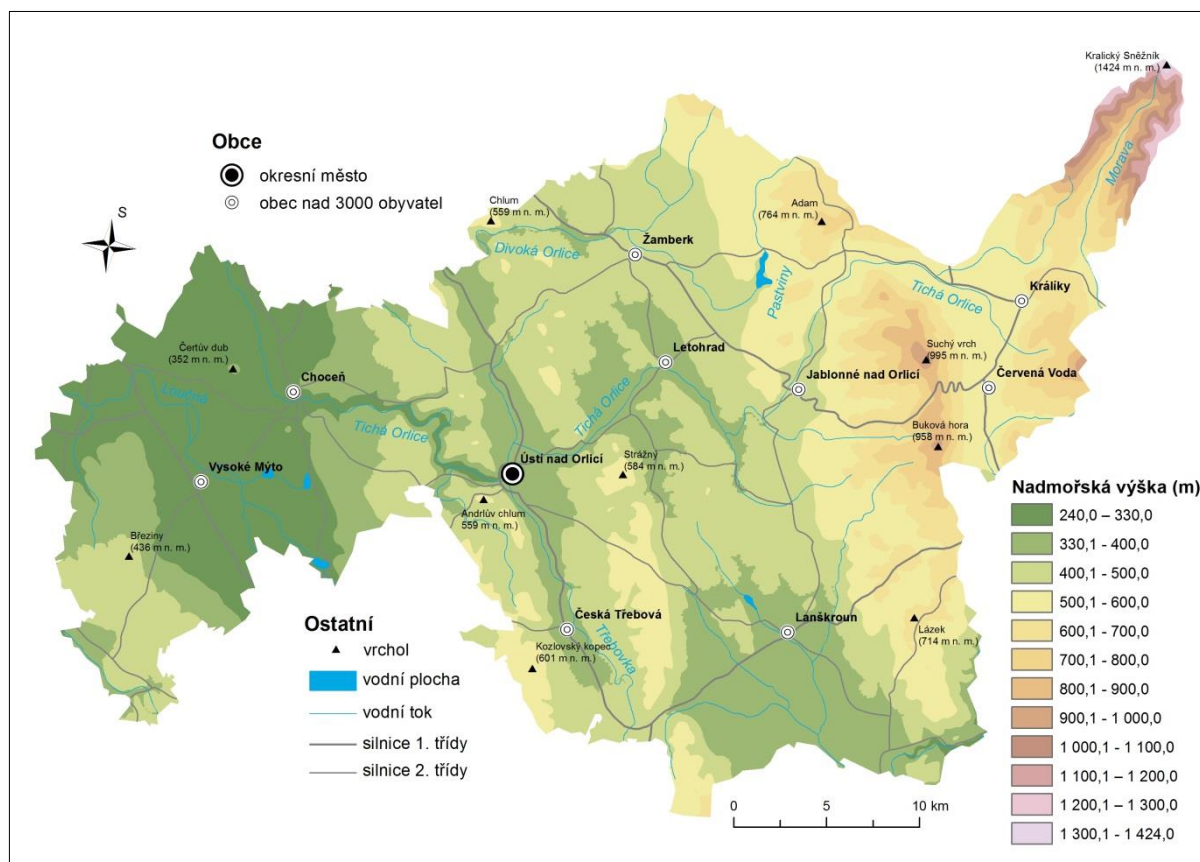 Kralický Sněžník
(1424 m n. m.)
Obce
okresní město
obec nad 3000 obyvatel
S
Morava
Chlum
(559 m n. m.)
Adam
(764 m n. m.)
Divoká Orlice
Žamberk
Pastviny
Tichá Orlice
Králíky
Čertův dub
(352 m n. m.)
Choceň
Loučná
Tichá Orlice
Tichá Orlice
Letohrad
Jablonné nad Orlicí
Suchý vrch
(995 m n. m.)
Červená Voda
Buková hora
(958 m n. m.)
Vysoké Mýto
Ústí nad Orlicí
Strážný
(584 m n. m.)
Andrlův chlum
559 m n. m.)
Březiny
(436 m n. m.)
Česká Třebová
Kozlovský kopec
(601 m n. m.)
Třebovka
Lanškroun
Lázek
(714 m n. m.)
Ostatní
vrchol
vodní plocha
vodní tok
silnice 1. třídy
silnice 2. třídy
0 5 10 km
Nadmořská výška (m)
240,0 – 330,0
330,1 - 400,0
400,1 - 500,0
500,1 - 600,0
600,1 - 700,0
700,1 - 800,0
800,1 - 900,0
900,1 - 1 000,0
1 000,1 - 1 100,0
1 100,1 – 1 200,0
1 200,1 – 1 300,0
1 300,1 - 1 424,0